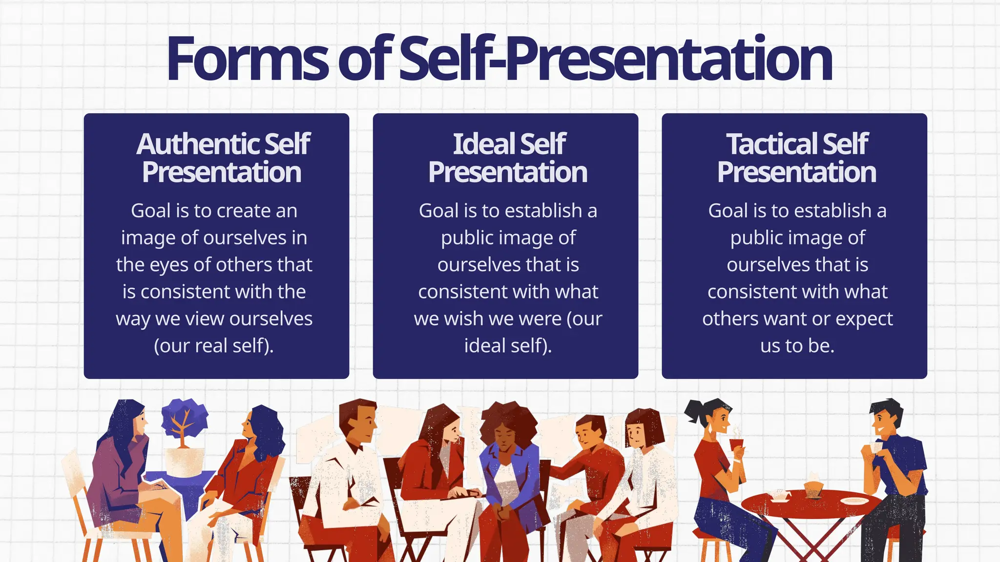 Forms of Self-Presentation
Authentic Self
Presentation
Goal is to create an
image of ourselves in
the eyes of others that
is consistent with the
way we view ourselves
(our real self).
Ideal Self
Presentation
Goal is to establish a
public image of
ourselves that is
consistent with what
we wish we were (our
ideal self).
Tactical Self
Presentation
Goal is to establish a
public image of
ourselves that is
consistent with what
others want or expect
us to be.